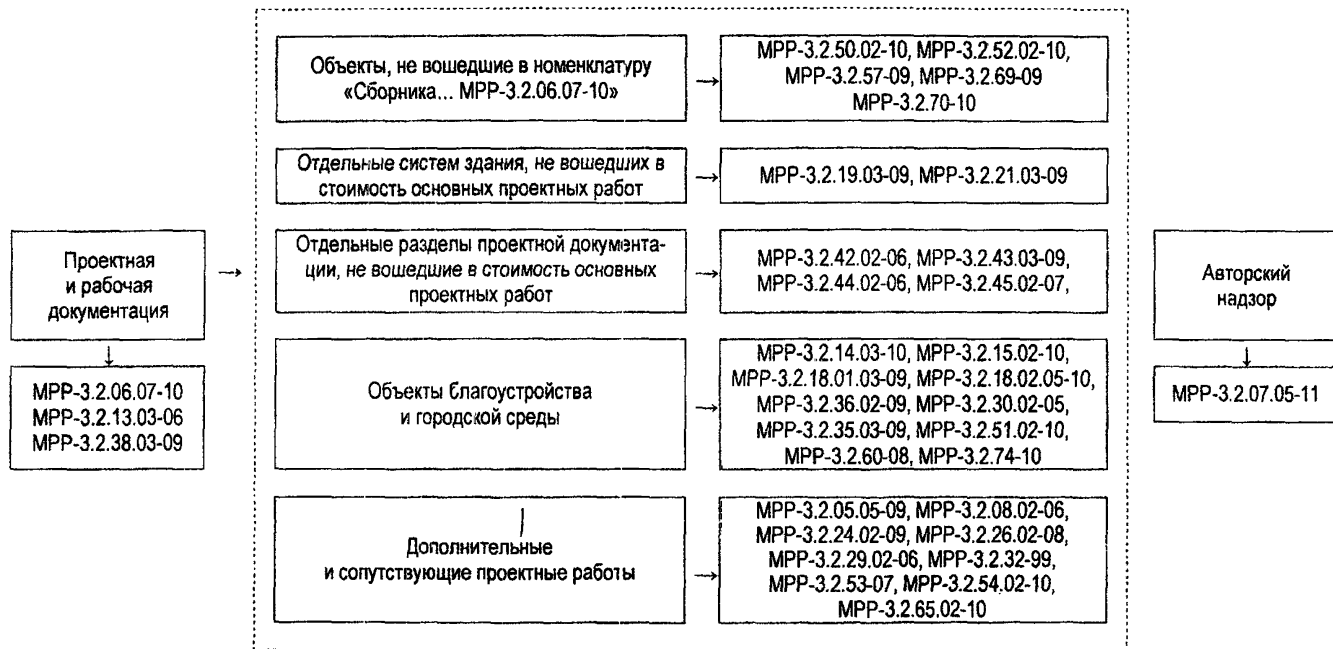 Объекты, не вошедшие в номенклатуру
«Сборника... МРР-3.2.06.07-10»
МРР-3.2.50.02-10, МРР-3.2.52.02-10,
МРР-3.2.57-09, МРР-3.2.69-09
МРР-3.2.70-10
Отдельные систем здания, не вошедших в
стоимость основных проектных работ
МРР-3.2.19.03-09, МРР-3.2.21.03-09
Проектная
и рабочая
документация
МРР-3.2.06.07-10
МРР-3.2.13.03-06
МРР-3.2.38.03-09
Отдельные разделы проектной документа-
ции, не вошедшие в стоимость основных
проектных работ
МРР-3.2.42.02-06, МРР-3.2.43.03-09,
МРР-3.2.44.02-06, МРР-3.2.45.02-07,
Объекты благоустройства
и городской среды
МРР-3.2.14.03-10, МРР-3.2.15.02-10,
МРР-3.2.18.01.03-09, МРР-3.2.18.02.05-10,
МРР-3.2.36.02-09, МРР-3.2.30.02-05,
МРР-3.2.35.03-09, МРР-3.2.51.02-10,
МРР-3.2.60-08, МРР-3.2.74-10
Дополнительные
и сопутствующие проектные работы
МРР-3.2.05.05-09, МРР-3.2.08.02-06,
МРР-3.2.24.02-09, МРР-3.2.26.02-08,
МРР-3.2.29.02-06, МРР-3.2.32-99,
МРР-3.2.53-07, МРР-3.2.54.02-10,
МРР-3.2.65.02-10
Авторский
надзор
МРР-3.2.07.05-11